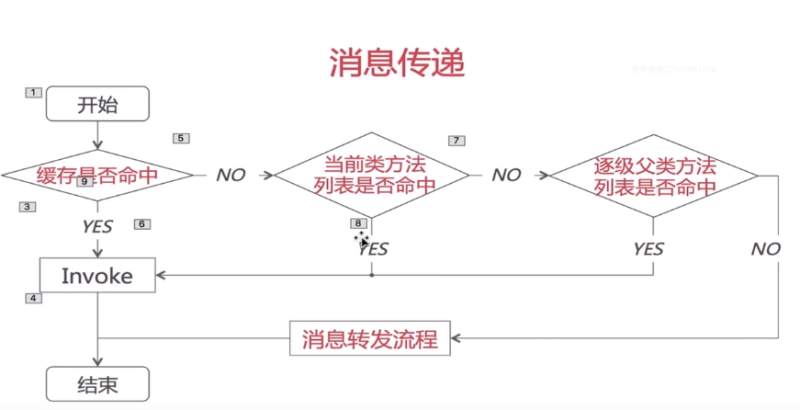 消息传递
1
开始
5
7
缓存是否命中
9
NO
当前类方法
列表是否命中
NO
逐级父类方法
列表是否命中
3
YES
6
8
YES
YES
NO
Invoke
4
消息转发流程
结束